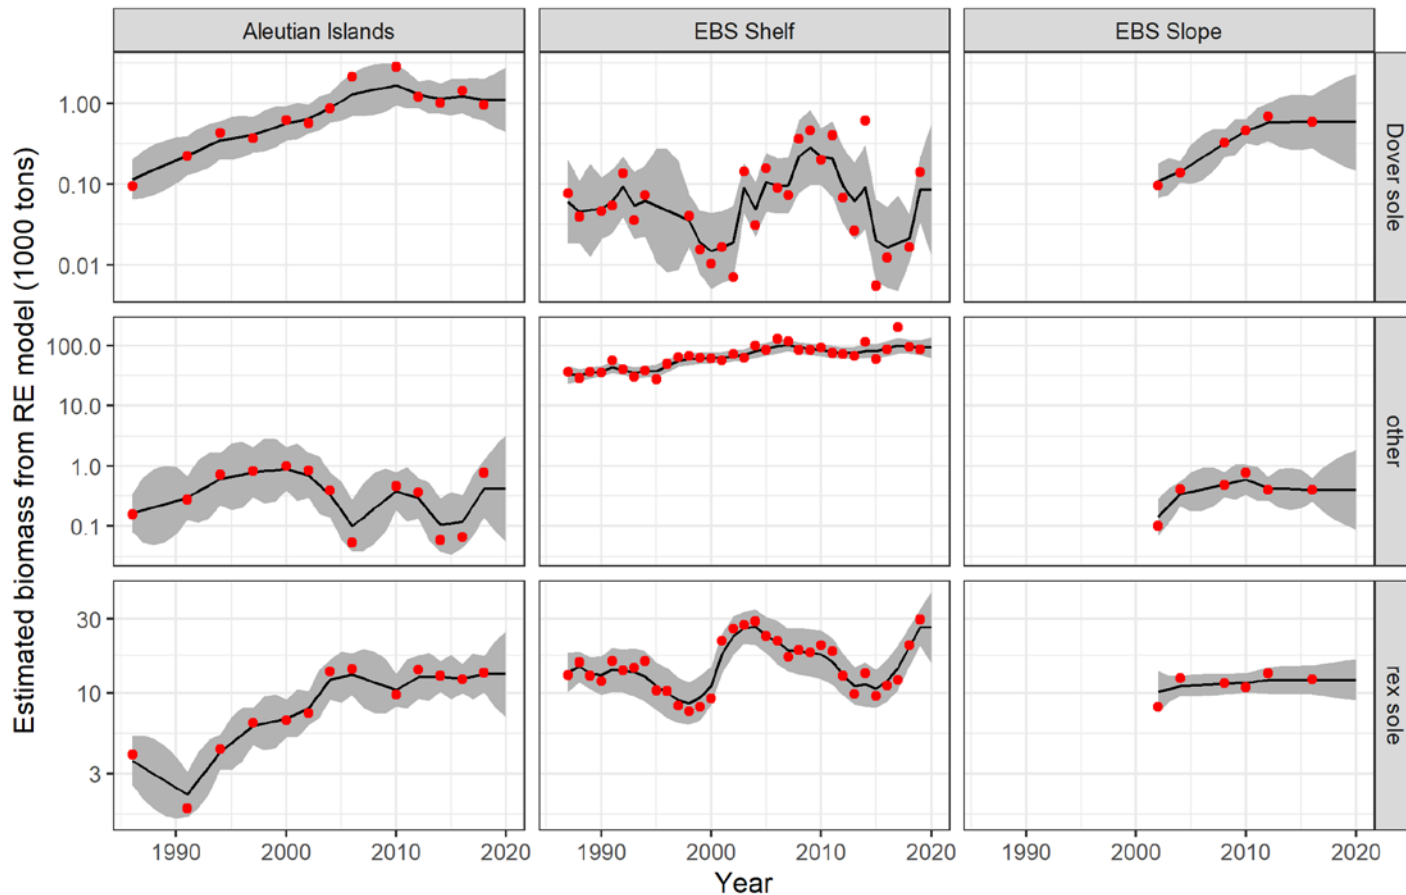 Aleutian Islands EBS Shelf EBS Slope
Estimated biomass from RE model (1000 tons)
1.00
0.10
0.01
Dover sole
100.0
10.0
1.0
0.1
other
30
10
3
rex sole
1990 2000 2010 2020 1990 2000 2010 2020 1990 2000 2010 2020
Year